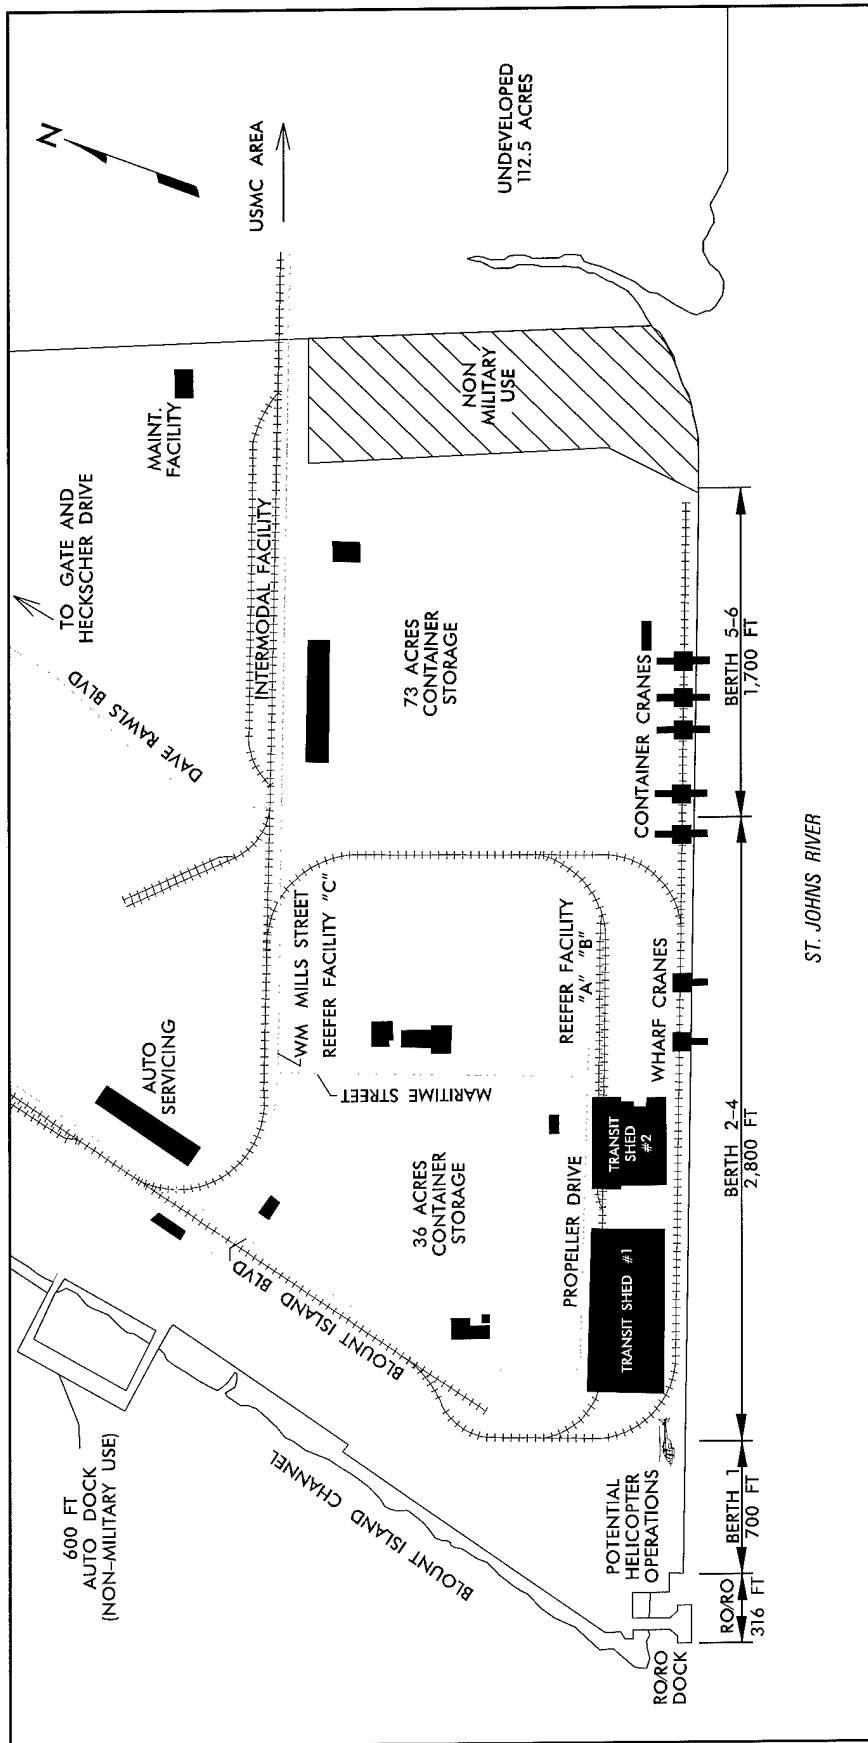 N
USMC AREA
UNDEVELOPED
112.5 ACRES
TO GATE AND
HECKSCHER DRIVE
MAINT.
FACILITY
NON
MILITARY
USE
DAVE RAWLS BLVD
INTERMODAL FACILITY
73 ACRES
CONTAINER
STORAGE
CONTAINER CRANES
BERTH 5-6
1,700 FT
AUTO
SERVICING
WM MILLS STREET
REEFER FACILITY "C"
MARITIME STREET
REEFER FACILITY
"A" "B"
WHARF CRANES
36 ACRES
CONTAINER
STORAGE
PROPELLER DRIVE
TRANSIT
SHED
#2
TRANSIT SHED #1
BERTH 2-4
2,800 FT
ST. JOHNS RIVER
BLOUNT ISLAND BLVD
600 FT
AUTO DOCK
(NON-MILITARY USE)
BLOUNT ISLAND CHANNEL
POTENTIAL
HELICOPTER
OPERATIONS
BERTH 1
700 FT
RO/RO
316 FT
RO/RO
DOCK